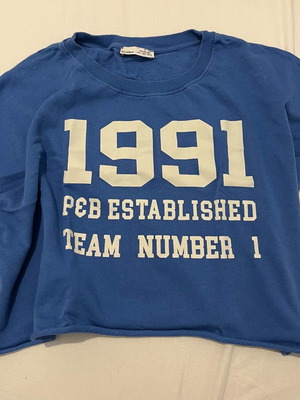 1991
P&B ESTABLISHED
TEAM NUMBER 1